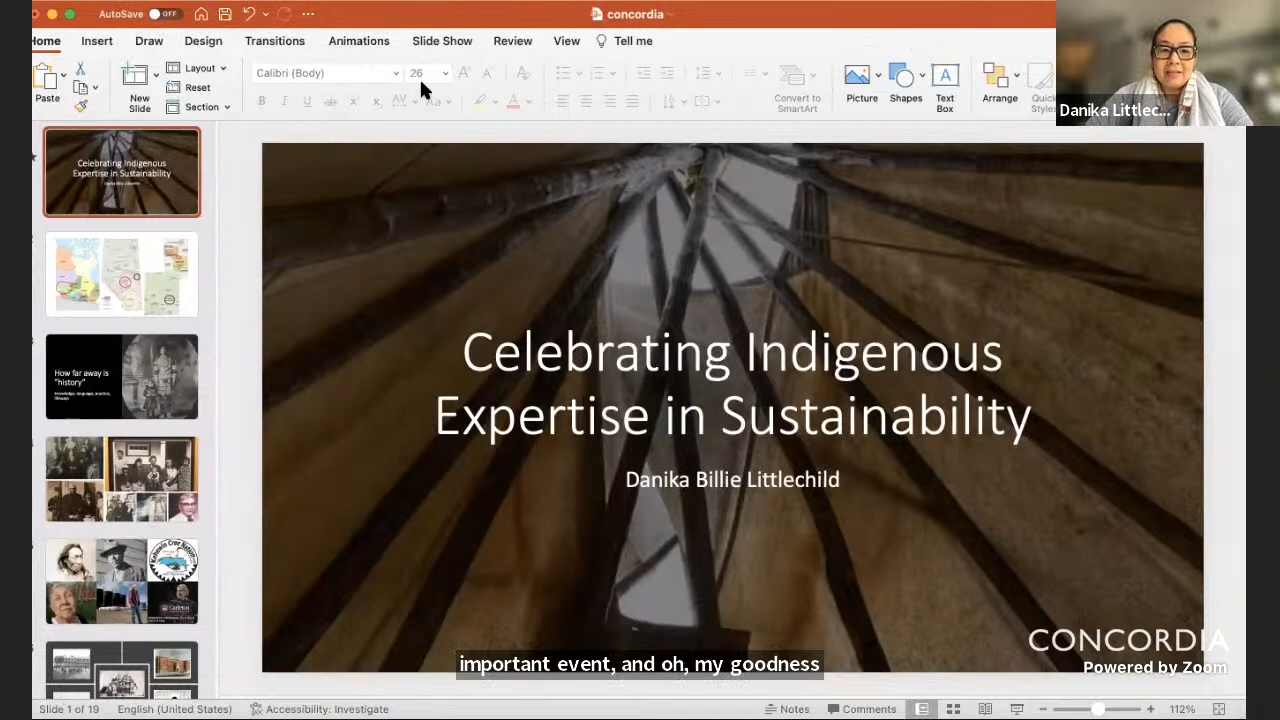 AutoSave OFF
concordia
Home Insert Draw Design Transitions Animations Slide Show Review View Tell me
Paste
New Slide
Layout
Reset
Section
Calibri (Body) 26
Convert to SmartArt
Picture
Shapes
Text Box
Arrange
Quick Styles
Danika Littlec...
Celebrating Indigenous
Expertise in Sustainability
2
How far away is
"history"
Celebrating Indigenous
Expertise in Sustainability
Danika Billie Littlechild
important event, and oh, my goodness
CONCORDIA
Powered by Zoom
Slide 1 of 19 English (United States) Accessibility: Investigate Notes Comments 112%